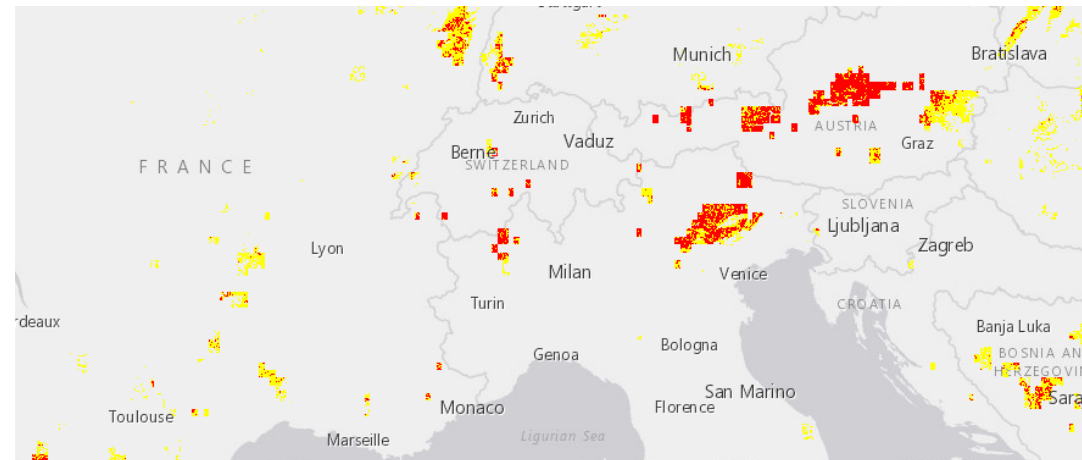 Munich
Bratislava
Zurich
AUSTRIA
Vaduz
Graz
Berne
FRANCE
SWITZERLAND
SLOVENIA
Ljubljana
Zagreb
Lyon
Milan
Venice
Turin
CROATIA
rdeaux
Banja Luka
Bologna
Genoa
BOSNIA AN
HERZEGOVIN
San Marino
Sara
Monaco
Florence
Toulouse
Ligurian Sea
Marseille